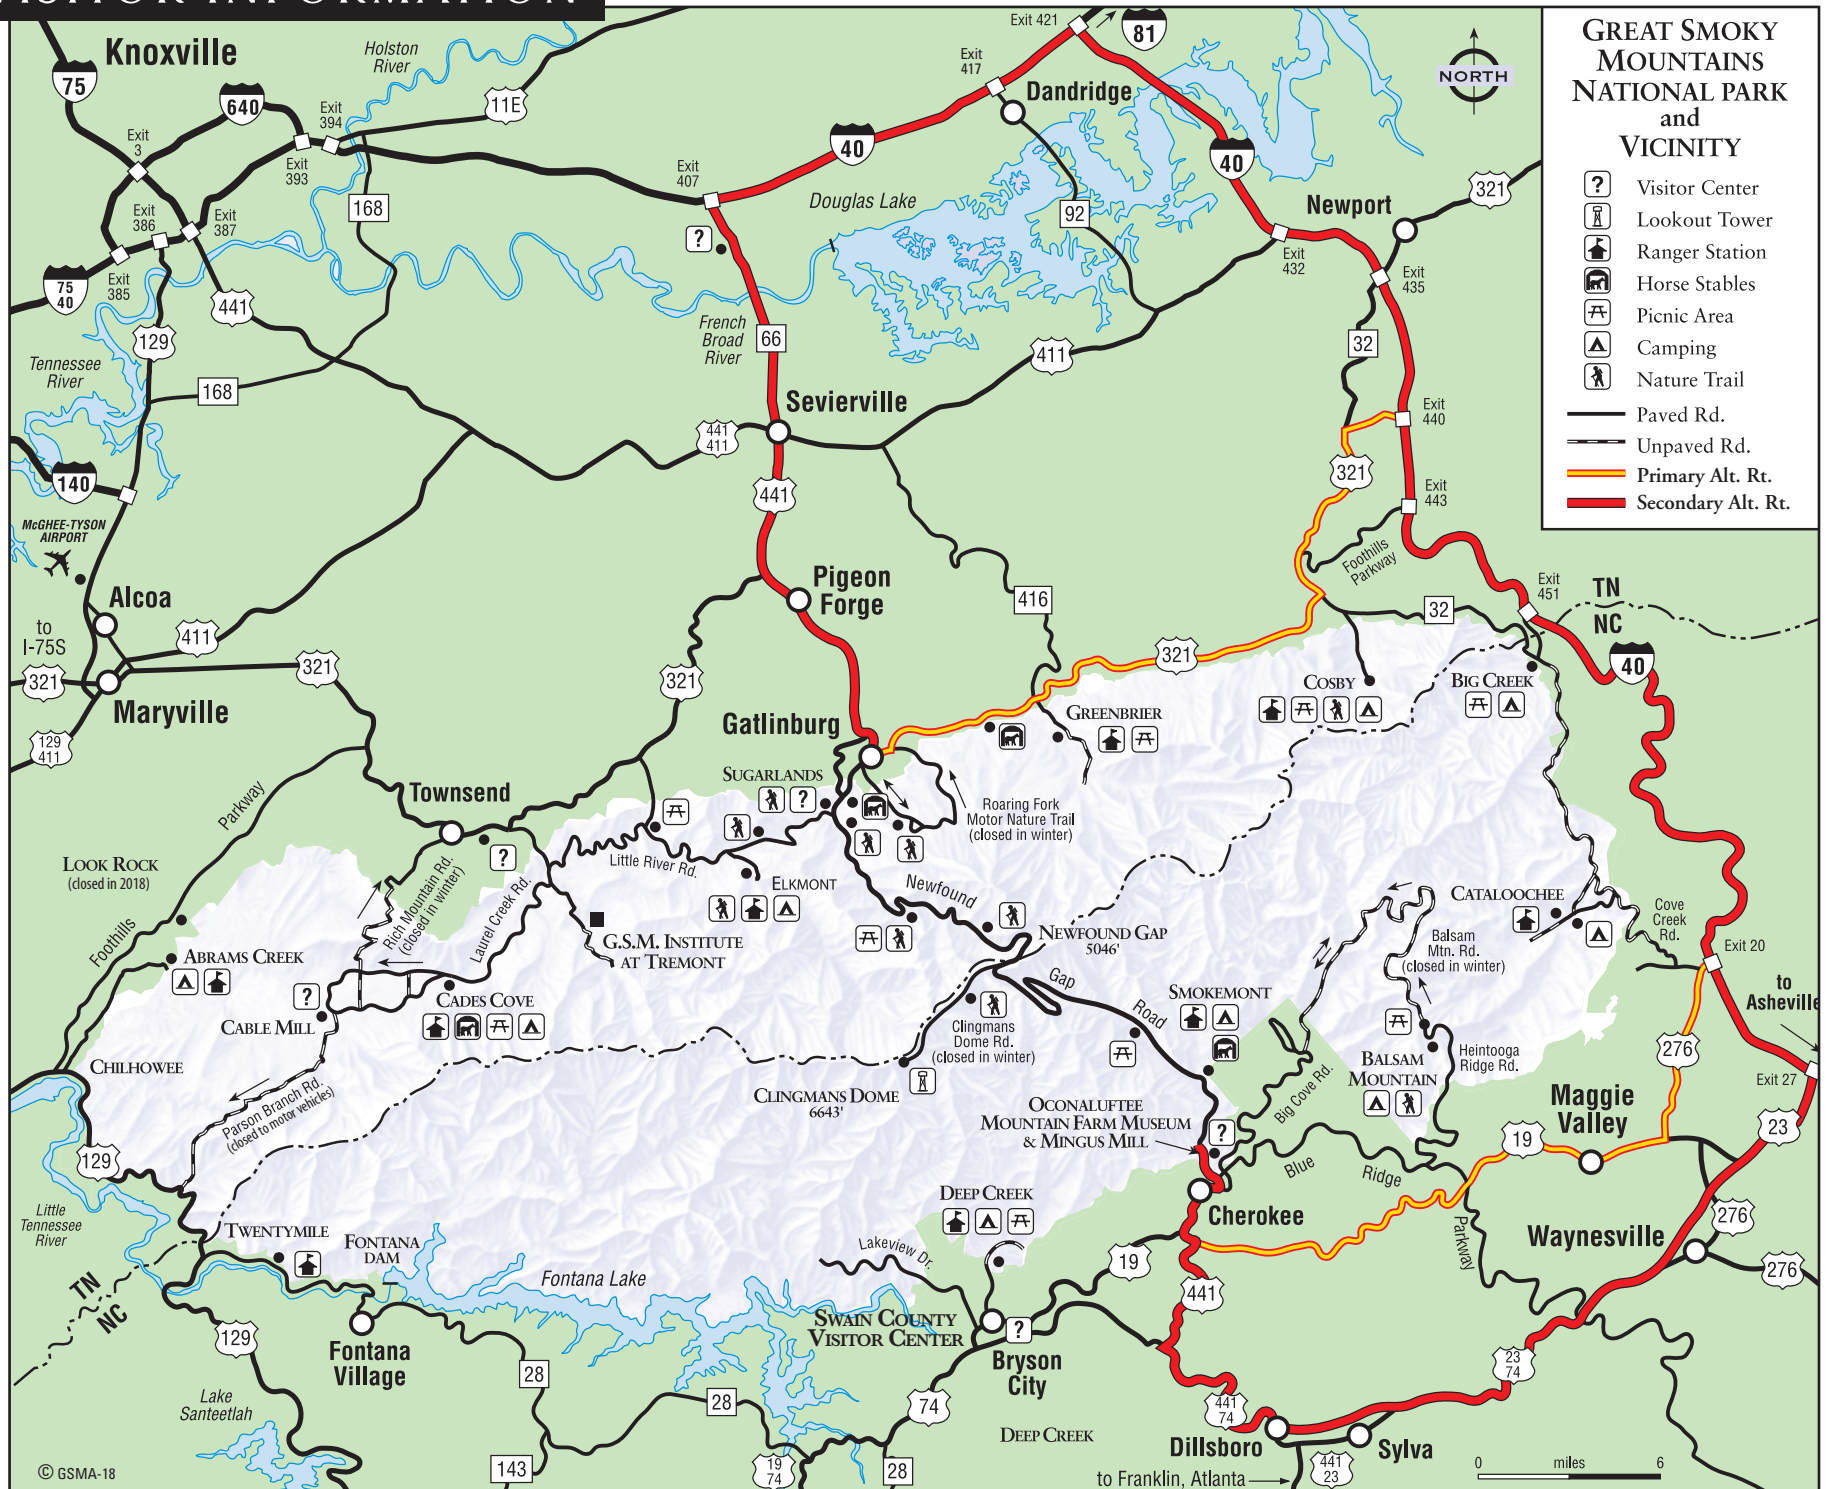 VISITOR INFORMATION
GREAT SMOKY
MOUNTAINS
NATIONAL PARK
and
VICINITY
Visitor Center
Lookout Tower
Ranger Station
Horse Stables
Picnic Area
Camping
Nature Trail
Paved Rd.
Unpaved Rd.
Primary Alt. Rt.
Secondary Alt. Rt.
NORTH
Knoxville
Holston
River
75
640
Exit
3
Exit
394
Exit
393
11E
Exit
386
Exit
387
Exit
385
75
40
441
168
129
Tennessee
River
168
Exit
407
?
40
Exit
417
Exit 421
81
Dandridge
40
Douglas Lake
92
French
Broad
River
66
411
Newport
321
Exit
432
Exit
435
32
Exit
440
321
Exit
443
Foothills
Parkway
Exit
451
TN
NC
40
Sevierville
441
411
441
140
McGHEE-TYSON
AIRPORT
Alcoa
to
I-75S
411
321
321
Maryville
129
411
Pigeon
Forge
416
32
321
321
Gatlinburg
COSBY
BIG CREEK
GREENBRIER
SUGARLANDS
?
Roaring Fork
Motor Nature Trail
(closed in winter)
Townsend
?
Parkway
LOOK ROCK
(closed in 2018)
Foothills
Rich Mountain Rd.
(closed in winter)
Laurel Creek Rd.
Little River Rd.
ELKMONT
G.S.M. INSTITUTE
AT TREMONT
Newfound
NEWFOUND GAP
5046'
Gap
Road
CATALOOCHEE
Cove
Creek
Rd.
Balsam
Mtn. Rd.
(closed in winter)
Exit 20
to
Asheville
ABRAMS CREEK
?
CABLE MILL
CADES COVE
CHILHOWEE
Parson Branch Rd.
(closed to motor vehicles)
Clingmans
Dome Rd.
(closed in winter)
CLINGMANS DOME
6643'
SMOKEMONT
BALSAM
MOUNTAIN
Heintooga
Ridge Rd.
276
Exit 27
Big Cove Rd.
OCONALUFTEE
MOUNTAIN FARM MUSEUM
& MINGUS MILL
?
Maggie
Valley
19
23
Blue
Ridge
Parkway
129
Little
Tennessee
River
TWENTYMILE
FONTANA
DAM
Fontana Lake
DEEP CREEK
Lakeview Dr.
Cherokee
19
441
Waynesville
276
276
TN
NC
129
Fontana
Village
SWAIN COUNTY
VISITOR CENTER
?
Bryson
City
28
28
74
23
74
441
74
Lake
Santeetlah
DEEP CREEK
Dillsboro
Sylva
143
19
74
28
to Franklin, Atlanta
441
23
0 miles 6
© GSMA-18